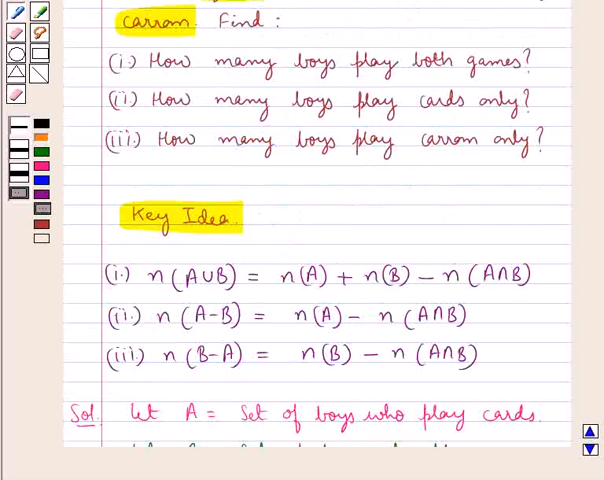 carrom. Find :
(i.) How many boys play both games?
(ii) How many boys play cards only?
(iii.) How many boys play carrom only?
Key Idea.
(i.) n(A∪B) = n(A) + n(B) - n(A∩B)
(ii.) n(A-B) = n(A) - n(A∩B)
(iii.) n(B-A) = n(B) - n(A∩B)
Sol. Let A = Set of boys who play cards.